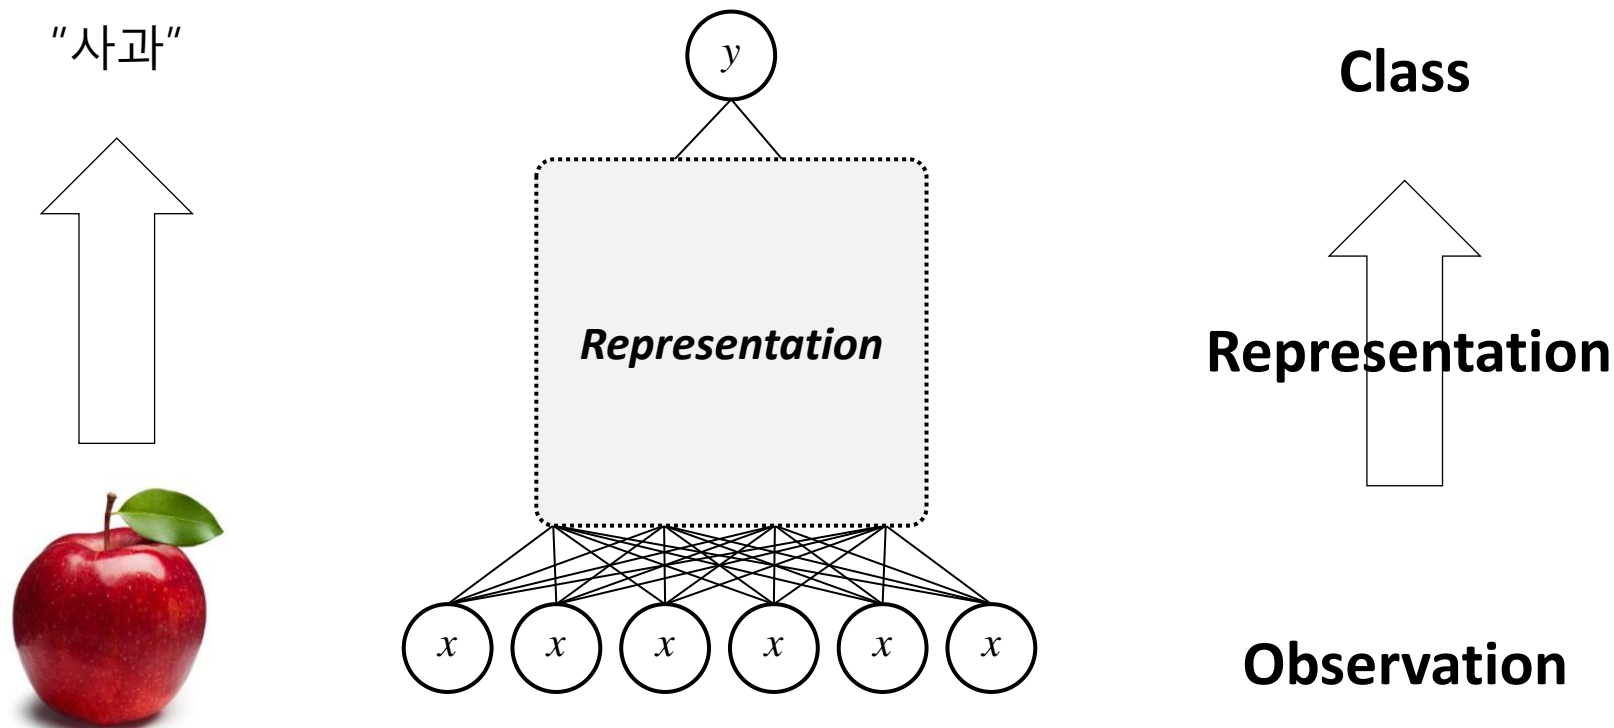 "사과"
y
Class
Representation
Representation
x x x x x x
Observation